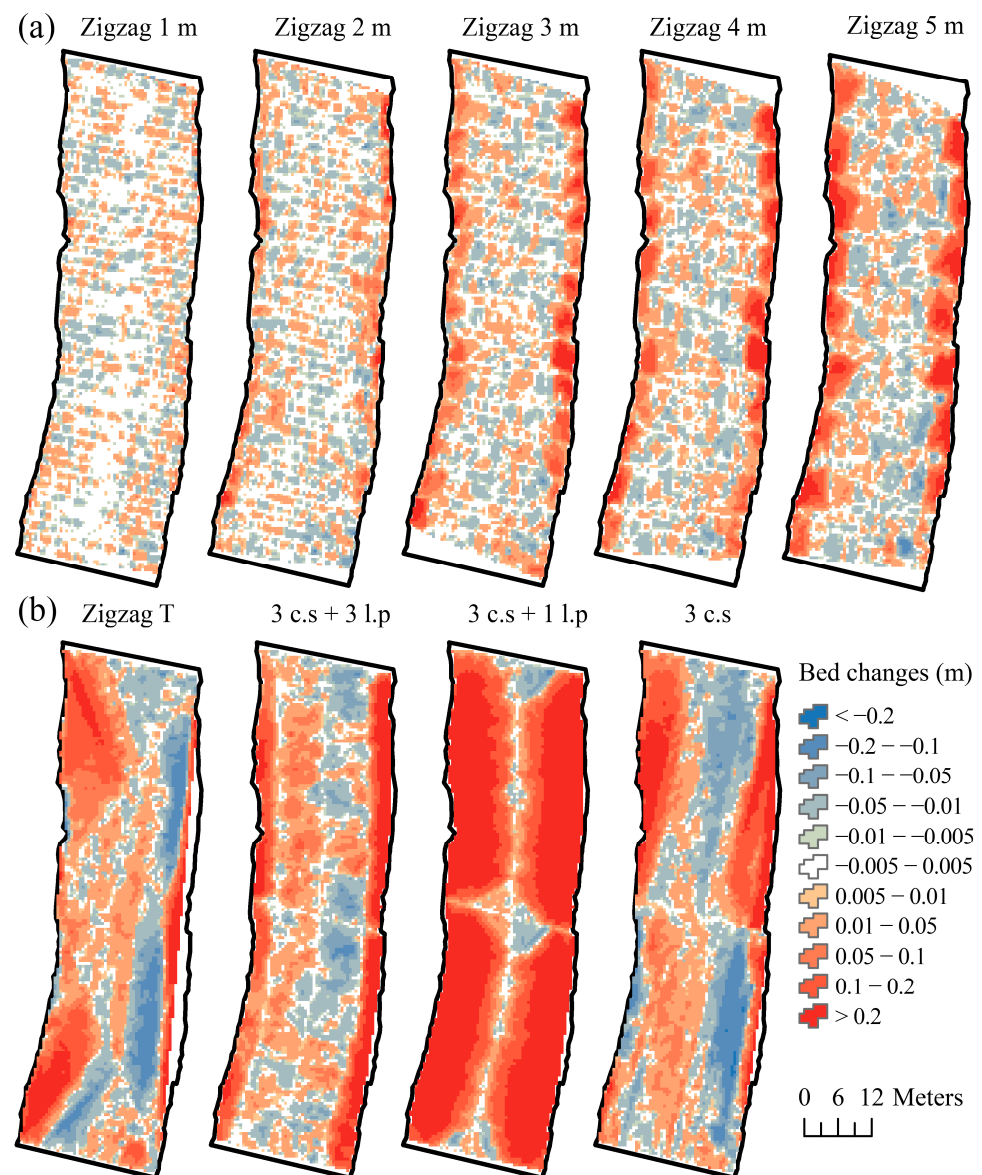 (a)
Zigzag 1 m
Zigzag 2 m
Zigzag 3 m
Zigzag 4 m
Zigzag 5 m
(b)
Zigzag T
3 c.s + 3 l.p
3 c.s + 1 l.p
3 c.s
Bed changes (m)
< −0.2
−0.2 − −0.1
−0.1 − −0.05
−0.05 − −0.01
−0.01 − −0.005
−0.005 − 0.005
0.005 − 0.01
0.01 − 0.05
0.05 − 0.1
0.1 − 0.2
> 0.2
0 6 12 Meters